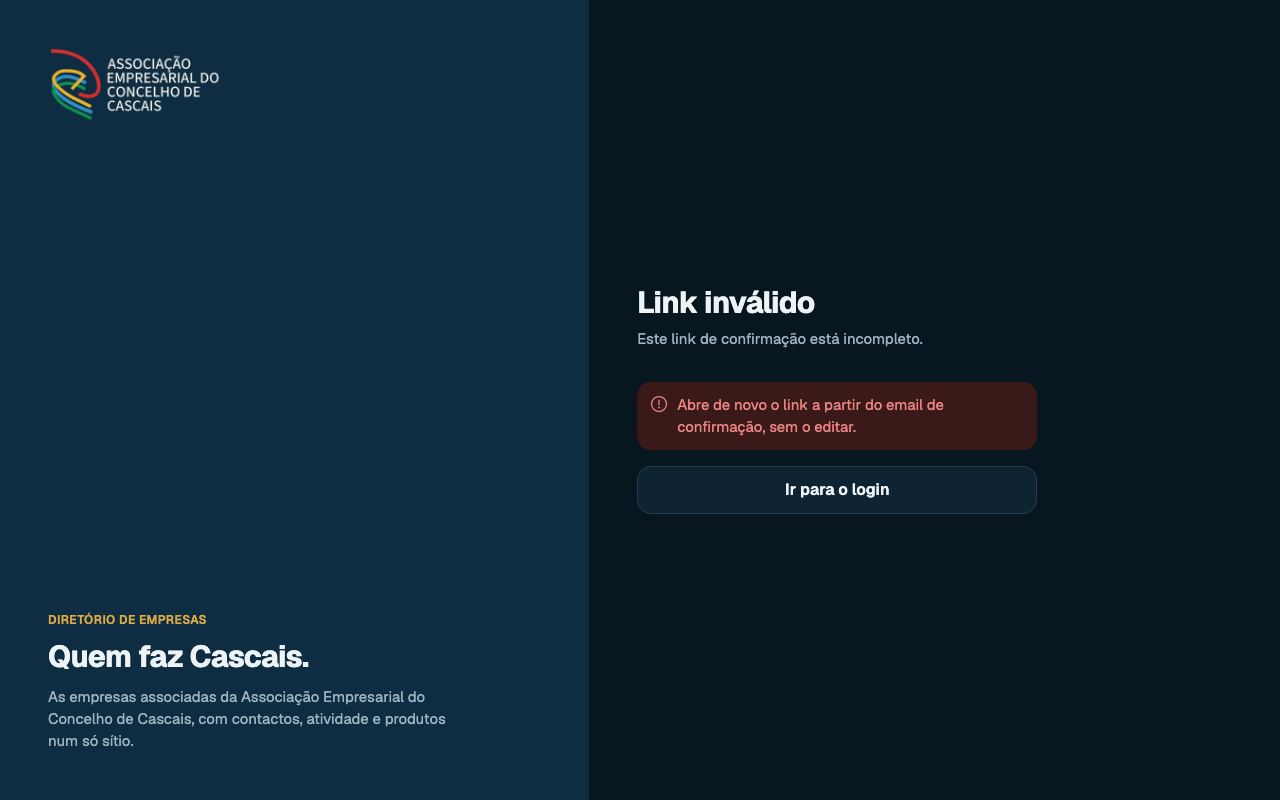 ASSOCIAÇÃO
EMPRESARIAL DO
CONCELHO DE
CASCAIS
DIRETÓRIO DE EMPRESAS
Quem faz Cascais.
As empresas associadas da Associação Empresarial do
Concelho de Cascais, com contactos, atividade e produtos
num só sítio.
Link inválido
Este link de confirmação está incompleto.
Abre de novo o link a partir do email de
confirmação, sem o editar.
Ir para o login